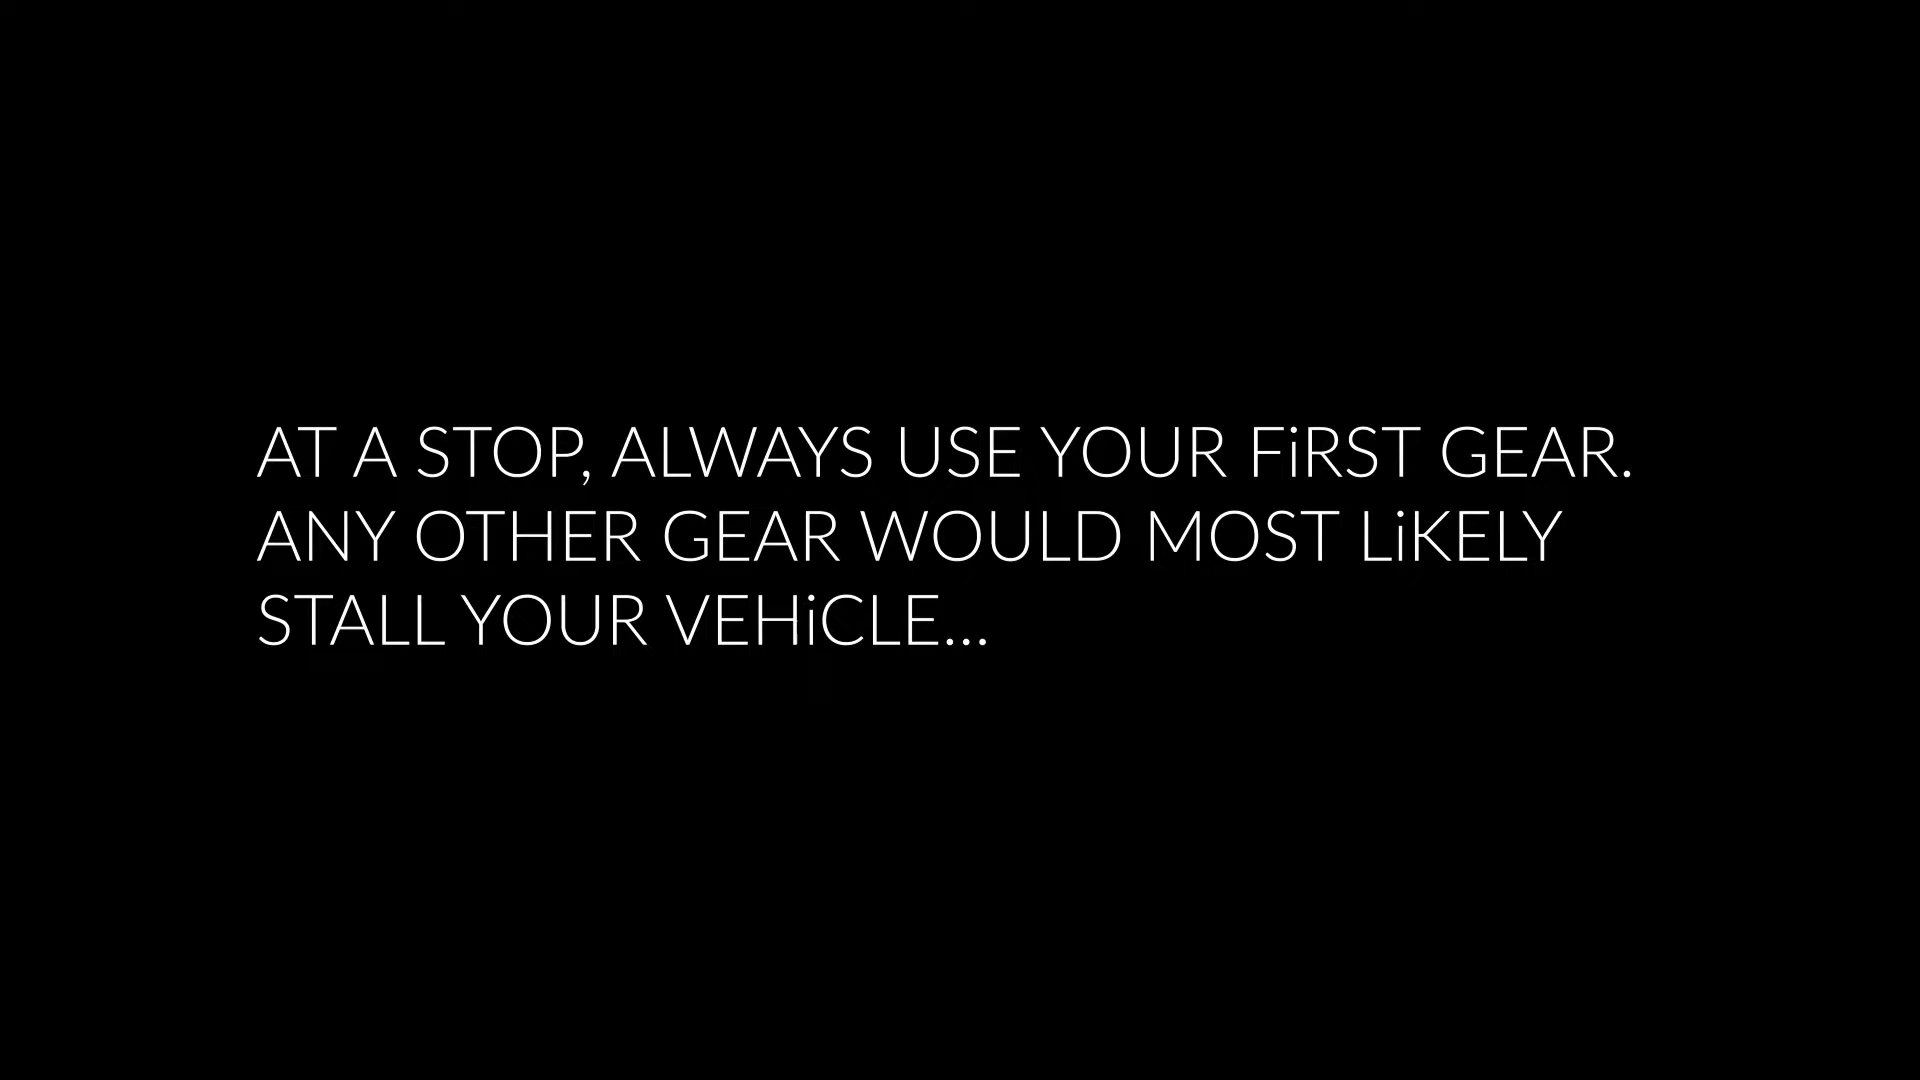 AT A STOP, ALWAYS USE YOUR FiRST GEAR.
ANY OTHER GEAR WOULD MOST LiKELY
STALL YOUR VEHiCLE...